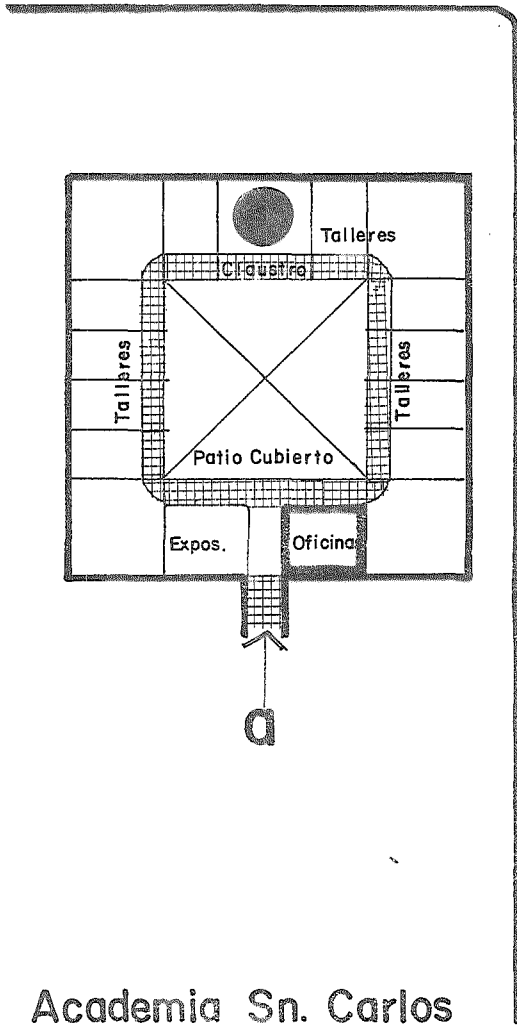 Talleres
Claustro
Talleres
Talleres
Patio Cubierto
Expos.
Oficina
a
Academia Sn. Carlos